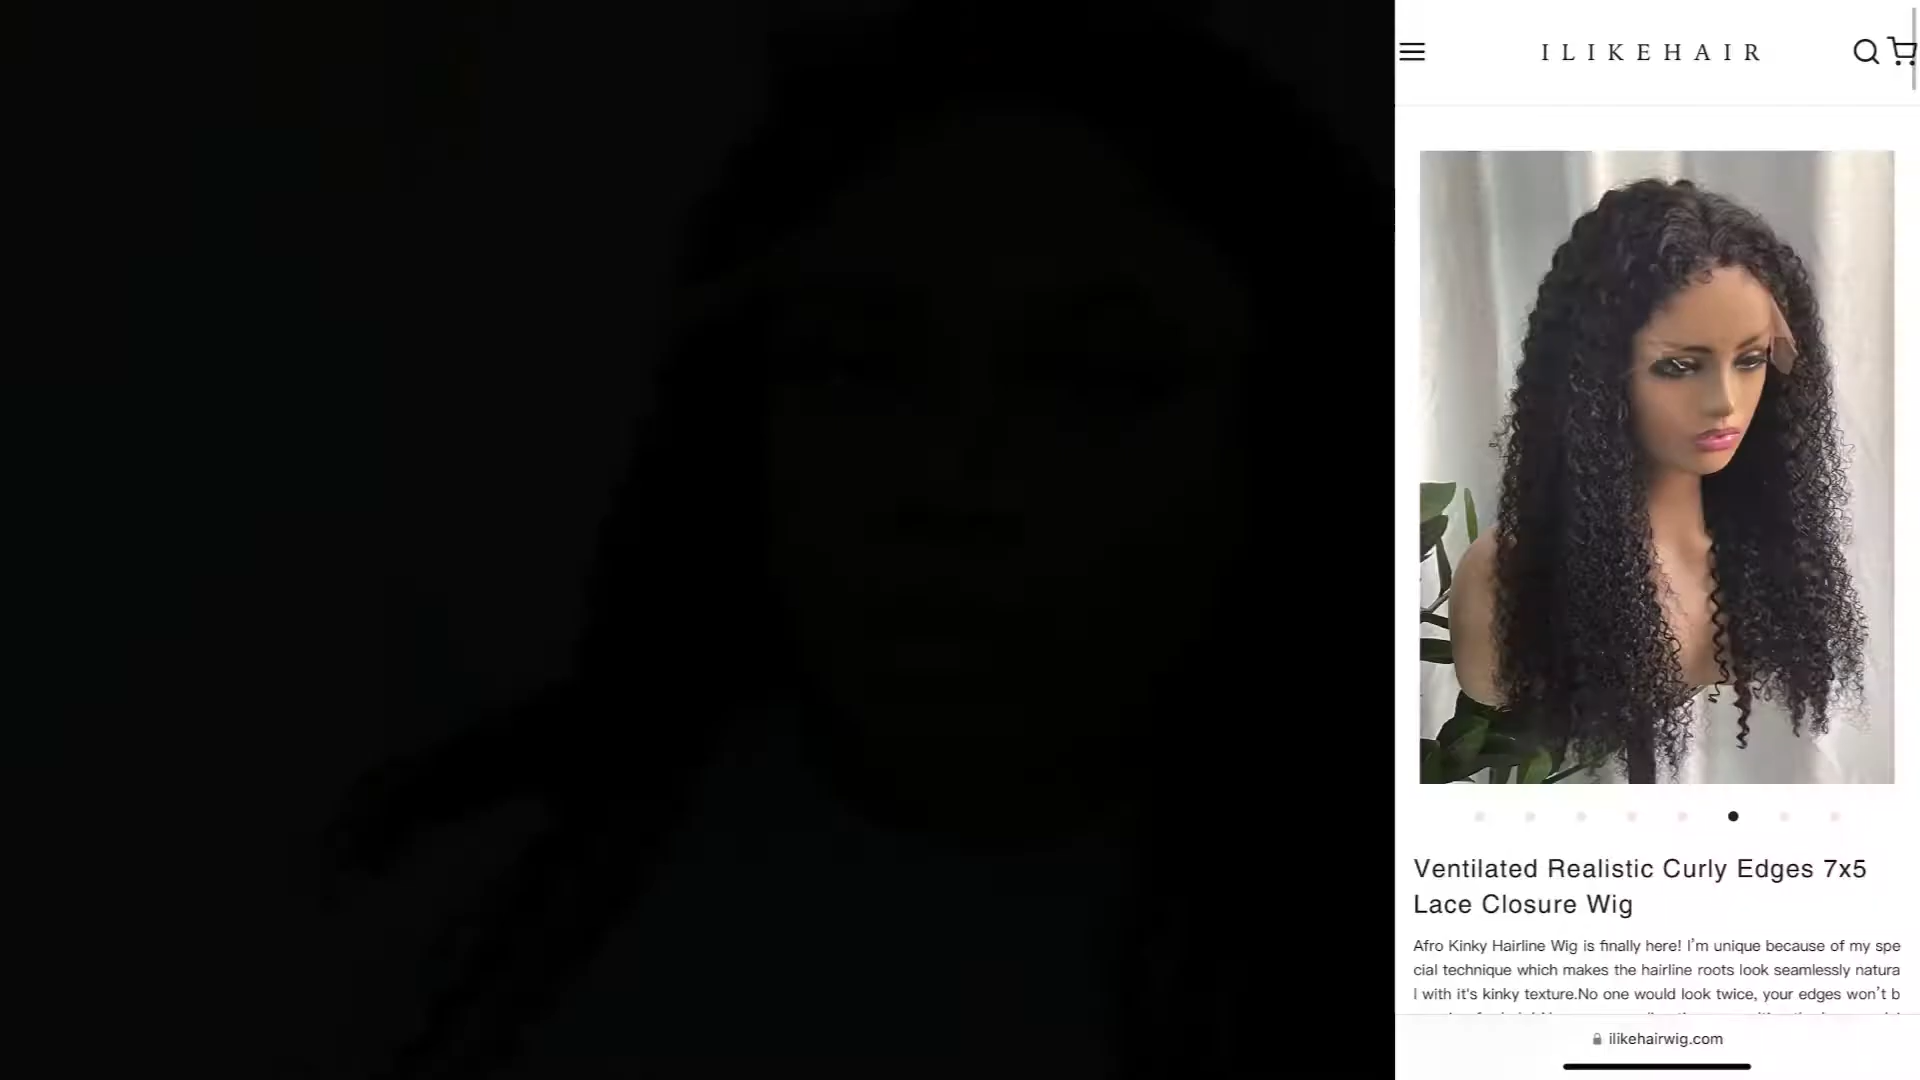 ILIKEHAIR
Ventilated Realistic Curly Edges 7x5
Lace Closure Wig
Afro Kinky Hairline Wig is finally here! I'm unique because of my spe
cial technique which makes the hairline roots look seamlessly natura
l with it's kinky texture.No one would look twice, your edges won't b
ilikehairwig.com